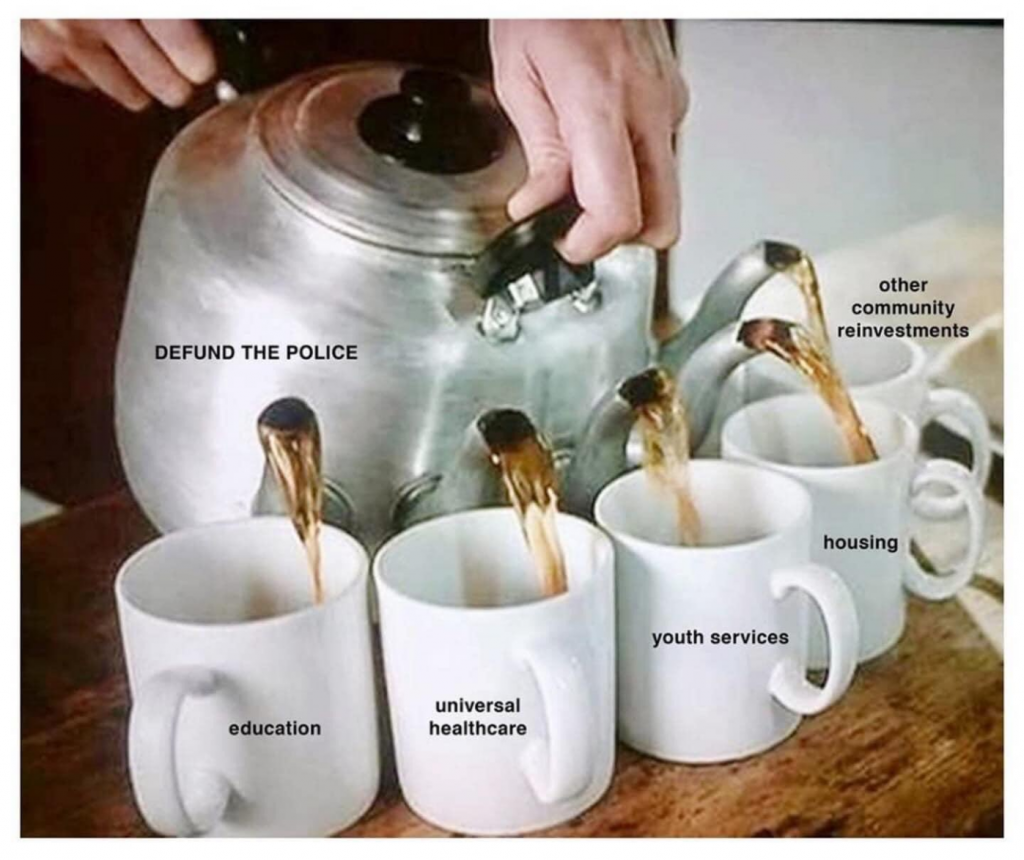 other
community
reinvestments
DEFUND THE POLICE
housing
youth services
universal
healthcare
education